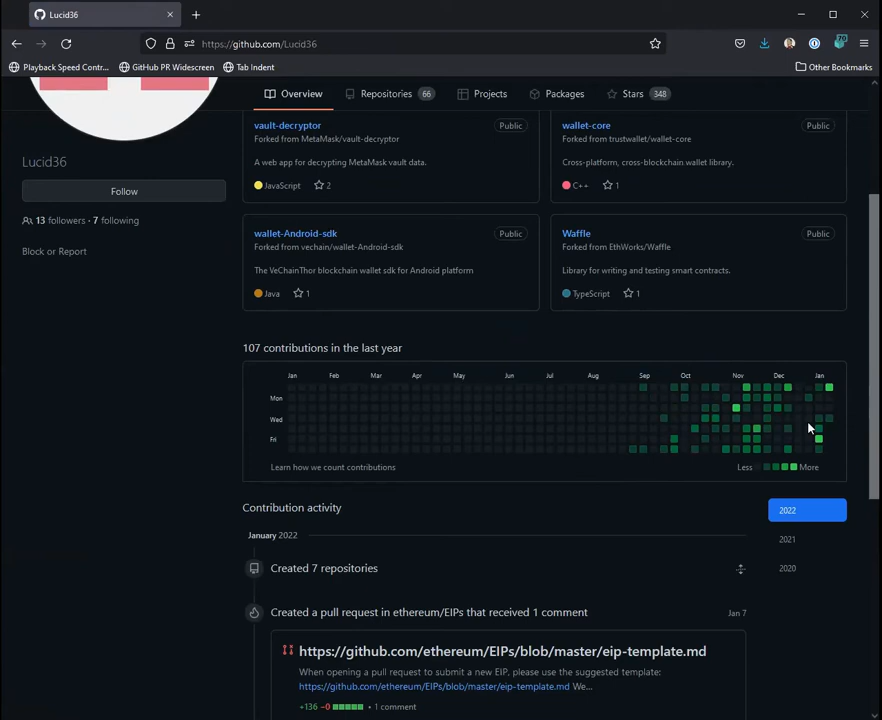 Lucid36
https://github.com/Lucid36
70
Playback Speed Contr...
GitHub PR Widescreen
Tab Indent
Other Bookmarks
Overview
Repositories 66
Projects
Packages
Stars 348
Lucid36
Follow
13 followers • 7 following
Block or Report
vault-decryptor
Public
Forked from MetaMask/vault-decryptor
A web app for decrypting MetaMask vault data.
JavaScript 2
wallet-core
Public
Forked from trustwallet/wallet-core
Cross-platform, cross-blockchain wallet library.
C++ 1
wallet-Android-sdk
Public
Forked from vechain/wallet-Android-sdk
The VeChainThor blockchain wallet sdk for Android platform
Java 1
Waffle
Public
Forked from EthWorks/Waffle
Library for writing and testing smart contracts.
TypeScript 1
107 contributions in the last year
Jan Feb Mar Apr May Jun Jul Aug Sep Oct Nov Dec Jan
Mon
Wed
Fri
Learn how we count contributions
Less More
Contribution activity
2022
2021
2020
January 2022
Created 7 repositories
Created a pull request in ethereum/EIPs that received 1 comment
Jan 7
https://github.com/ethereum/EIPs/blob/master/eip-template.md
When opening a pull request to submit a new EIP, please use the suggested template:
https://github.com/ethereum/EIPs/blob/master/eip-template.md We...
+136 −0 • 1 comment